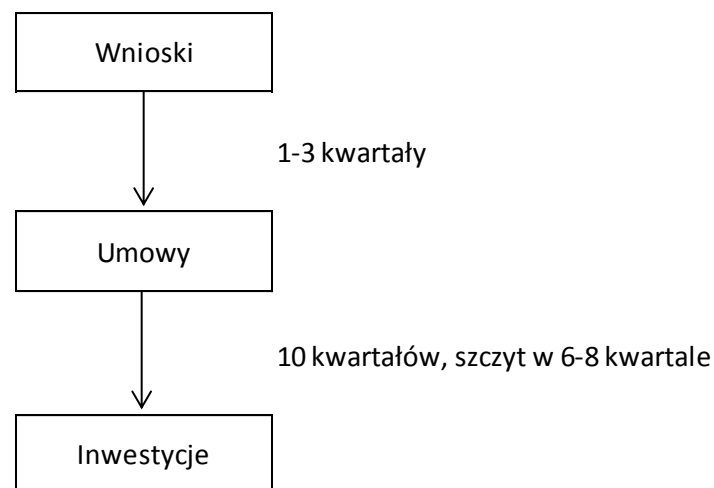 Wnioski
1-3 kwartały
Umowy
10 kwartałów, szczyt w 6-8 kwartale
Inwestycje